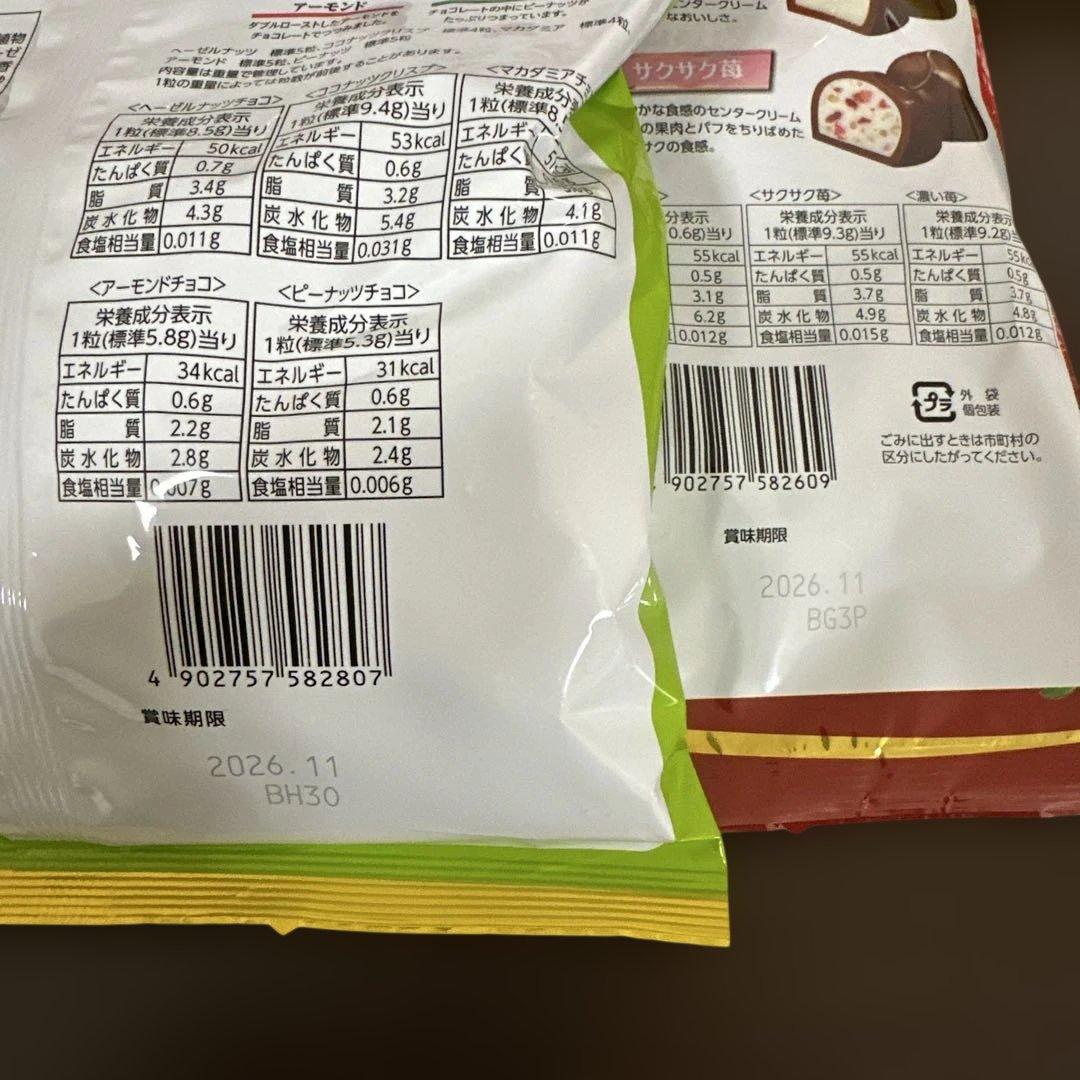 植物
アーモンド
ダブルローストしたアーモンドを
チョコレートでつつみました。
チョコレートの中にピーナッツが
たっぷりつまっています。
ヘーゼルナッツ 標準5粒、ココナッツクリスプ 標準4粒、マカダミア 標準4粒、
アーモンド 標準5粒、ピーナッツ 標準5粒
内容量は重量で管理しています。
1粒の重量によっては粒数が前後することがあります。
<ヘーゼルナッツチョコ>
栄養成分表示
1粒(標準8.5g)当り
エネルギー 50kcal
たんぱく質 0.7g
脂質 3.4g
炭水化物 4.3g
食塩相当量 0.011g
<ココナッツクリスプ>
栄養成分表示
1粒(標準9.4g)当り
エネルギー 53kcal
たんぱく質 0.6g
脂質 3.2g
炭水化物 5.4g
食塩相当量 0.031g
<マカダミアチ
栄養成分表
1粒(標準8.
エネルギー
たんぱく質
脂質
炭水化物 4.1g
食塩相当量 0.011g
<アーモンドチョコ>
栄養成分表示
1粒(標準5.8g)当り
エネルギー 34kcal
たんぱく質 0.6g
脂質 2.2g
炭水化物 2.8g
食塩相当量 0.007g
<ピーナッツチョコ>
栄養成分表示
1粒(標準5.3g)当り
エネルギー 31kcal
たんぱく質 0.6g
脂質 2.1g
炭水化物 2.4g
食塩相当量 0.006g
4 902757 582807
賞味期限
2026.11
BH30
ンタークリーム
なおいしさ。
サクサク苺
かな食感のセンタークリーム
の果肉とパフをちりばめた
サクの食感。
>
分表示
0.6g)当り
55kcal
0.5g
3.1g
6.2g
0.012g
<サクサク苺>
栄養成分表示
1粒(標準9.3g)当り
エネルギー 55kcal
たんぱく質 0.5g
脂質 3.7g
炭水化物 4.9g
食塩相当量 0.015g
<濃い苺>
栄養成分表示
1粒(標準9.2g)当
エネルギー 55kc
たんぱく質 0.5g
脂質 3.7g
炭水化物 4.8g
食塩相当量 0.012g
902757 582609
プラ
外袋
個包装
ごみに出すときは市町村の
区分にしたがってください。
賞味期限
2026.11
BG3P